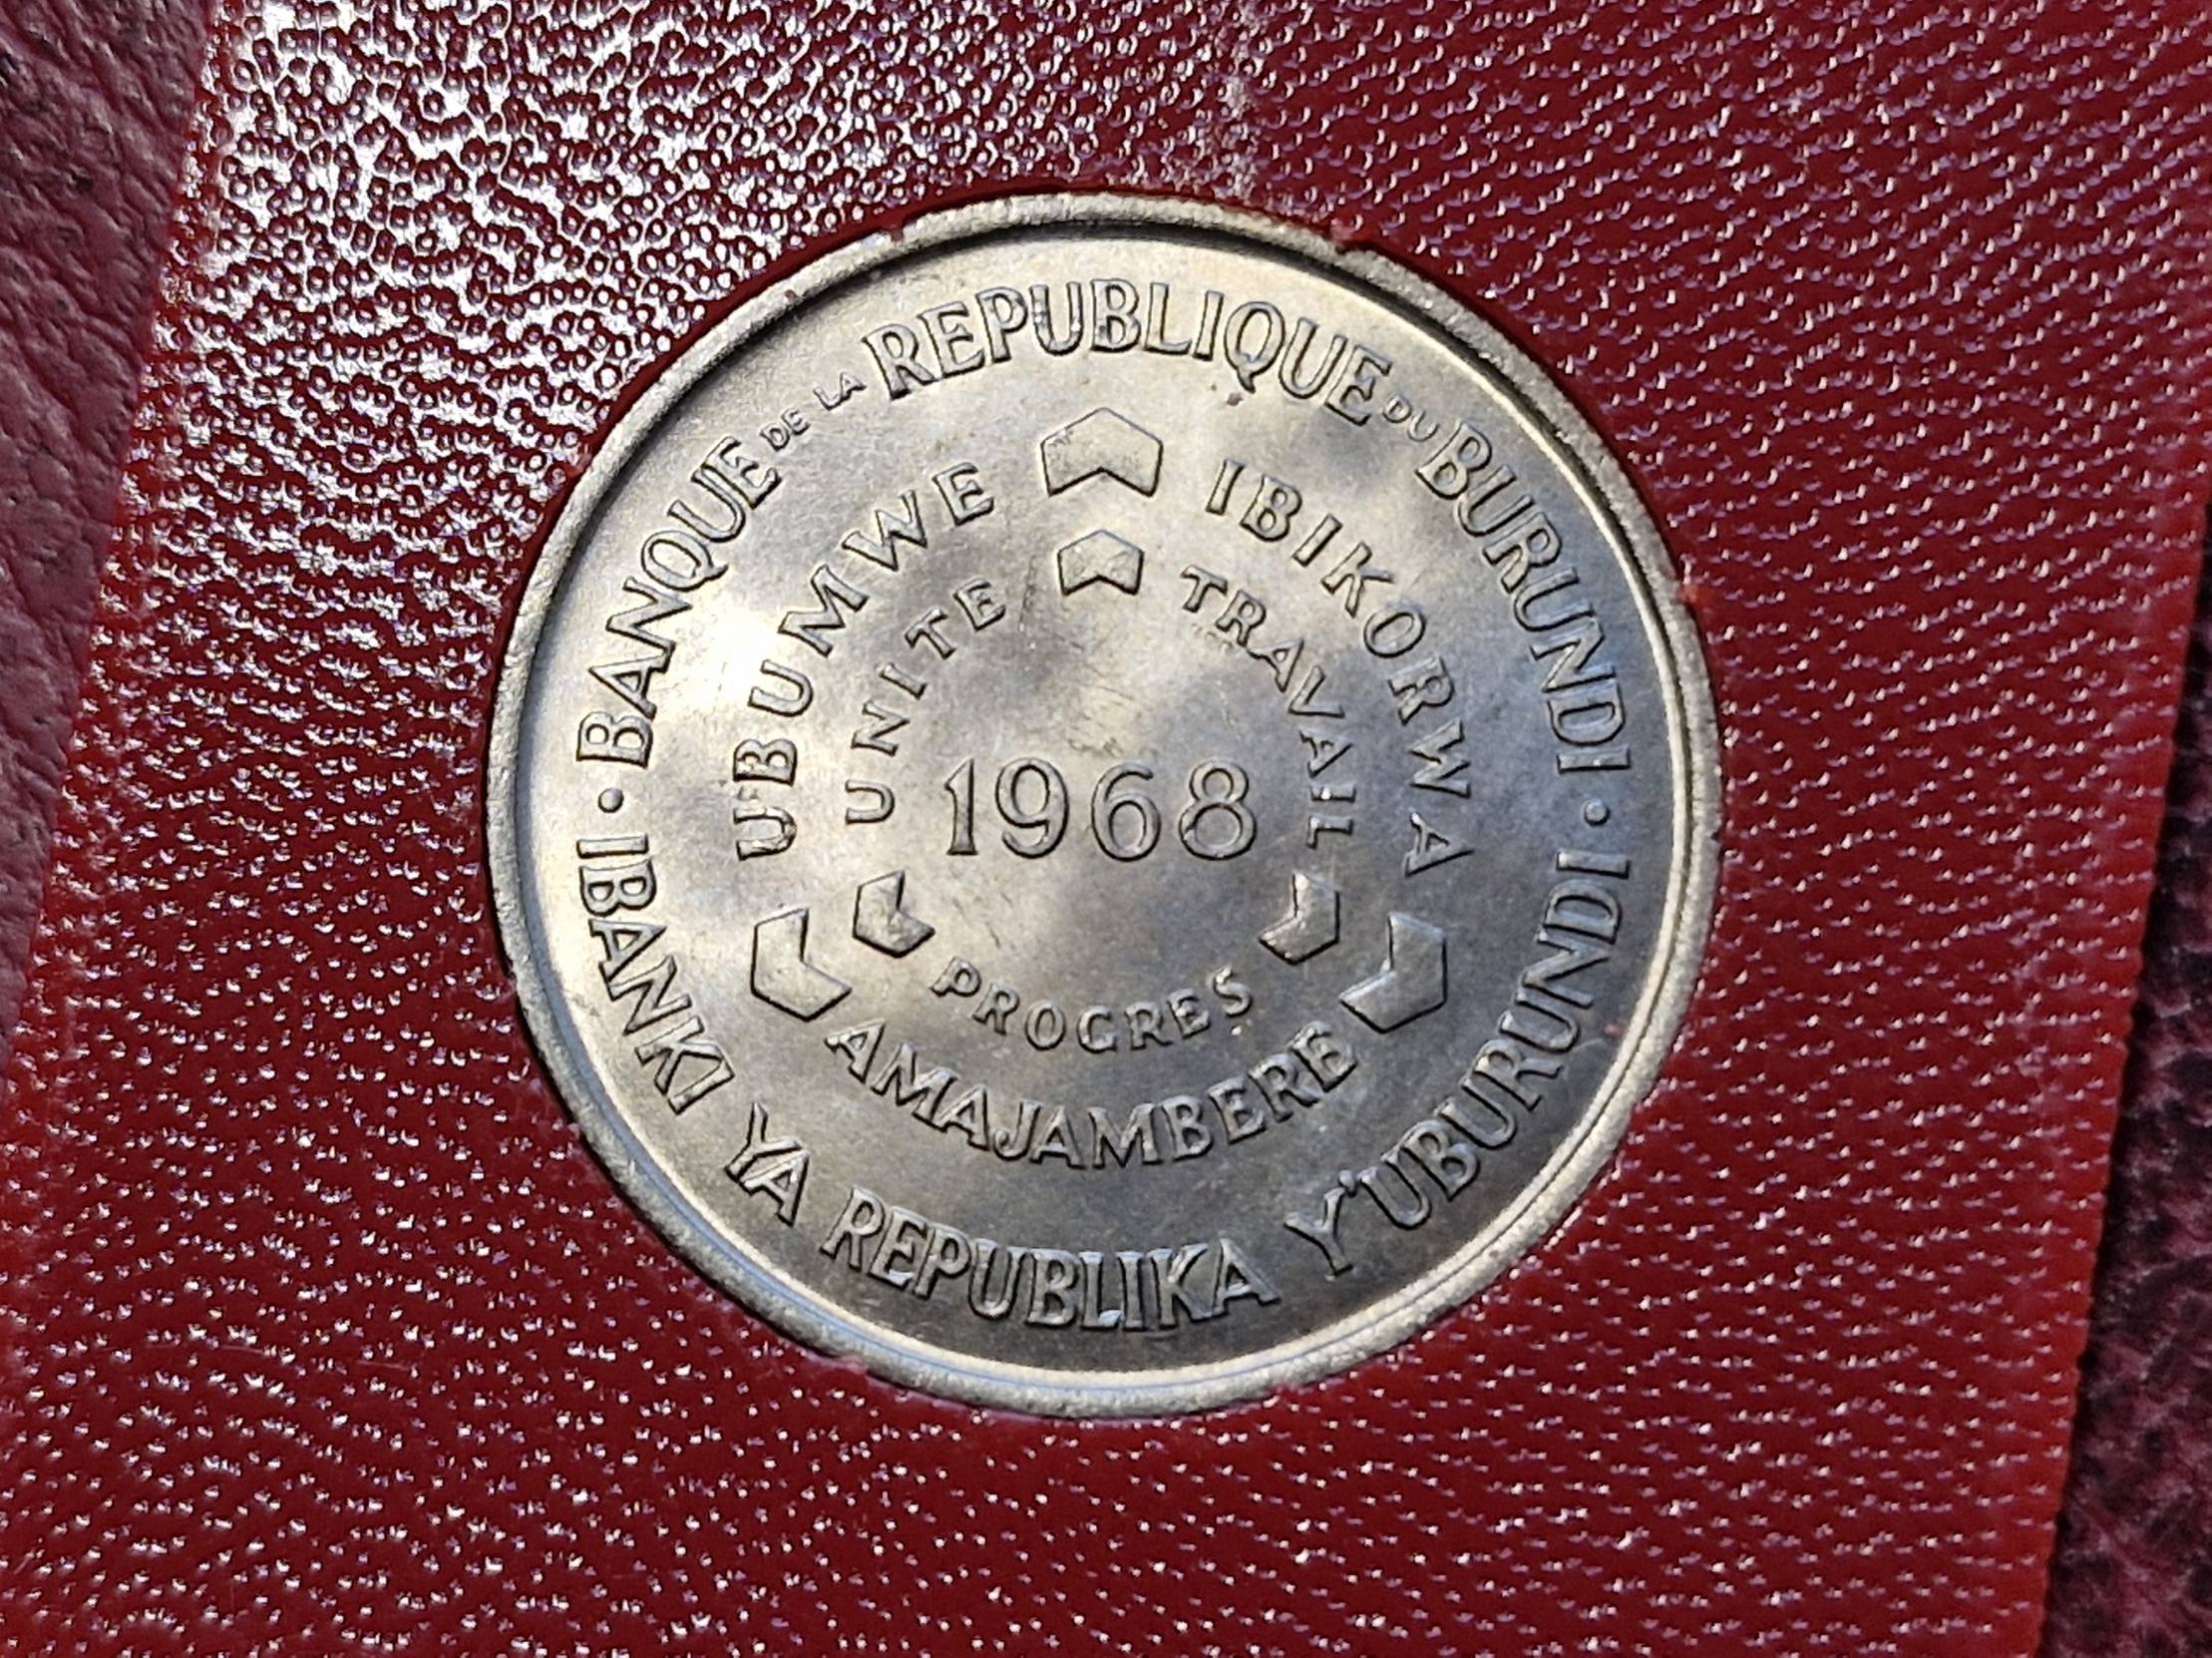 · BANQUE DE LA REPUBLIQUE DU BURUNDI ·
IBANKI YA REPUBLIKA Y'UBURUNDI
UBUMWE IBIKORWA
AMAJAMBERE
UNITE TRAVAIL
PROGRES
1968